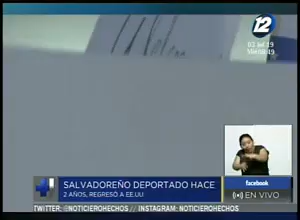 12
SALVADOREÑO DEPORTADO HACE
2 AÑOS, REGRESÓ A EE.UU
facebook
EN VIVO
TWITTER: @NOTICIEROHECHOS // INSTAGRAM: @NOTICIEROHECHOS